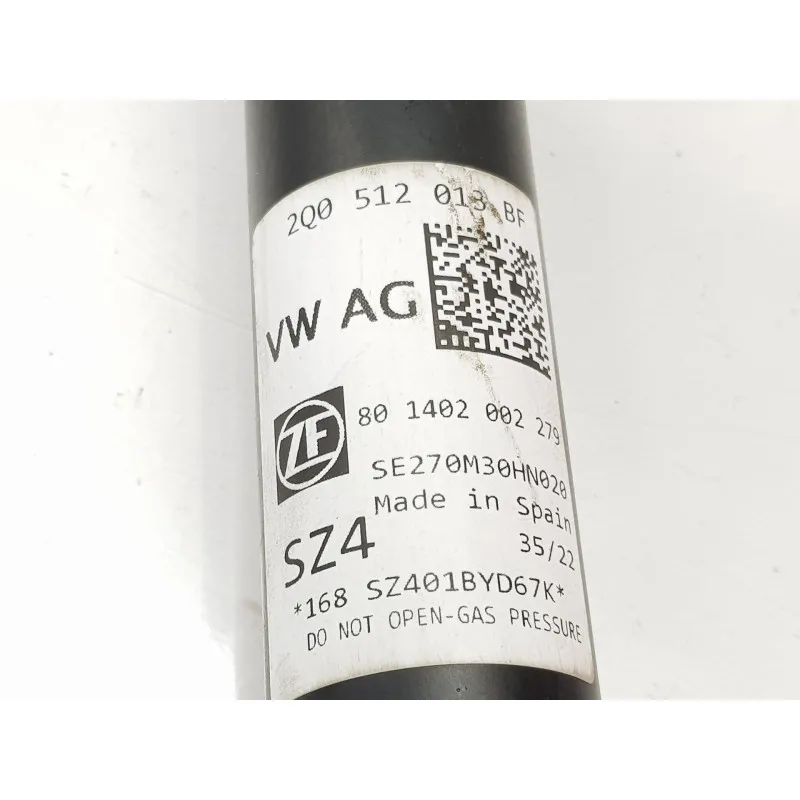 2Q0 512 013 BF
VW AG
ZF
80 1402 002 279
SE270M30HN020
Made in Spain
SZ4
35/22
*168 SZ401BYD67K*
DO NOT OPEN-GAS PRESSURE